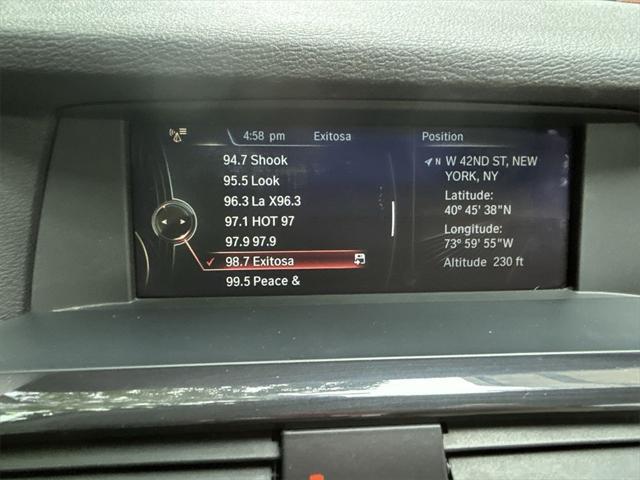 4:58 pm Exitosa
94.7 Shook
95.5 Look
96.3 La X96.3
97.1 HOT 97
97.9 97.9
98.7 Exitosa
99.5 Peace &
Position
N W 42ND ST, NEW
YORK, NY
Latitude:
40° 45' 38"N
Longitude:
73° 59' 55"W
Altitude 230 ft